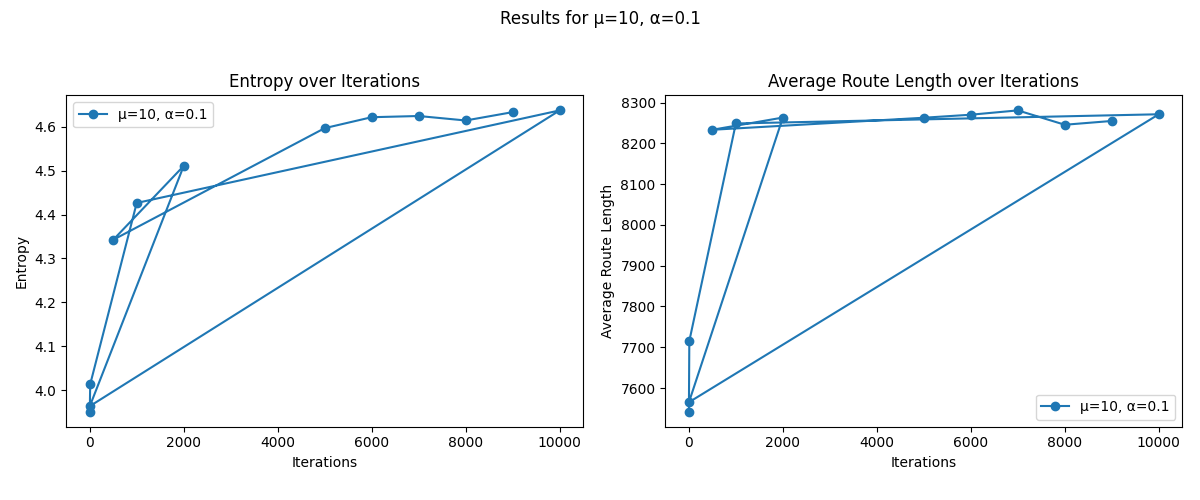 Results for μ=10, α=0.1
Entropy over Iterations
μ=10, α=0.1
4.6
4.5
4.4
4.3
4.2
4.1
4.0
Entropy
0 2000 4000 6000 8000 10000
Iterations
Average Route Length over Iterations
8300
8200
8100
8000
7900
7800
7700
7600
Average Route Length
μ=10, α=0.1
0 2000 4000 6000 8000 10000
Iterations